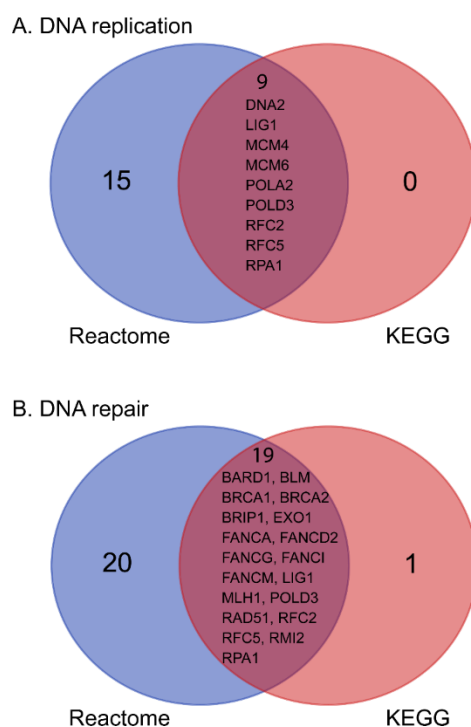 A. DNA replication
9
DNA2
LIG1
MCM4
MCM6
POLA2
POLD3
RFC2
RFC5
RPA1
15
0
Reactome
KEGG
B. DNA repair
19
BARD1, BLM
BRCA1, BRCA2
BRIP1, EXO1
FANCA, FANCD2
FANCG, FANCI
FANCM, LIG1
MLH1, POLD3
RAD51, RFC2
RFC5, RMI2
RPA1
20
1
Reactome
KEGG